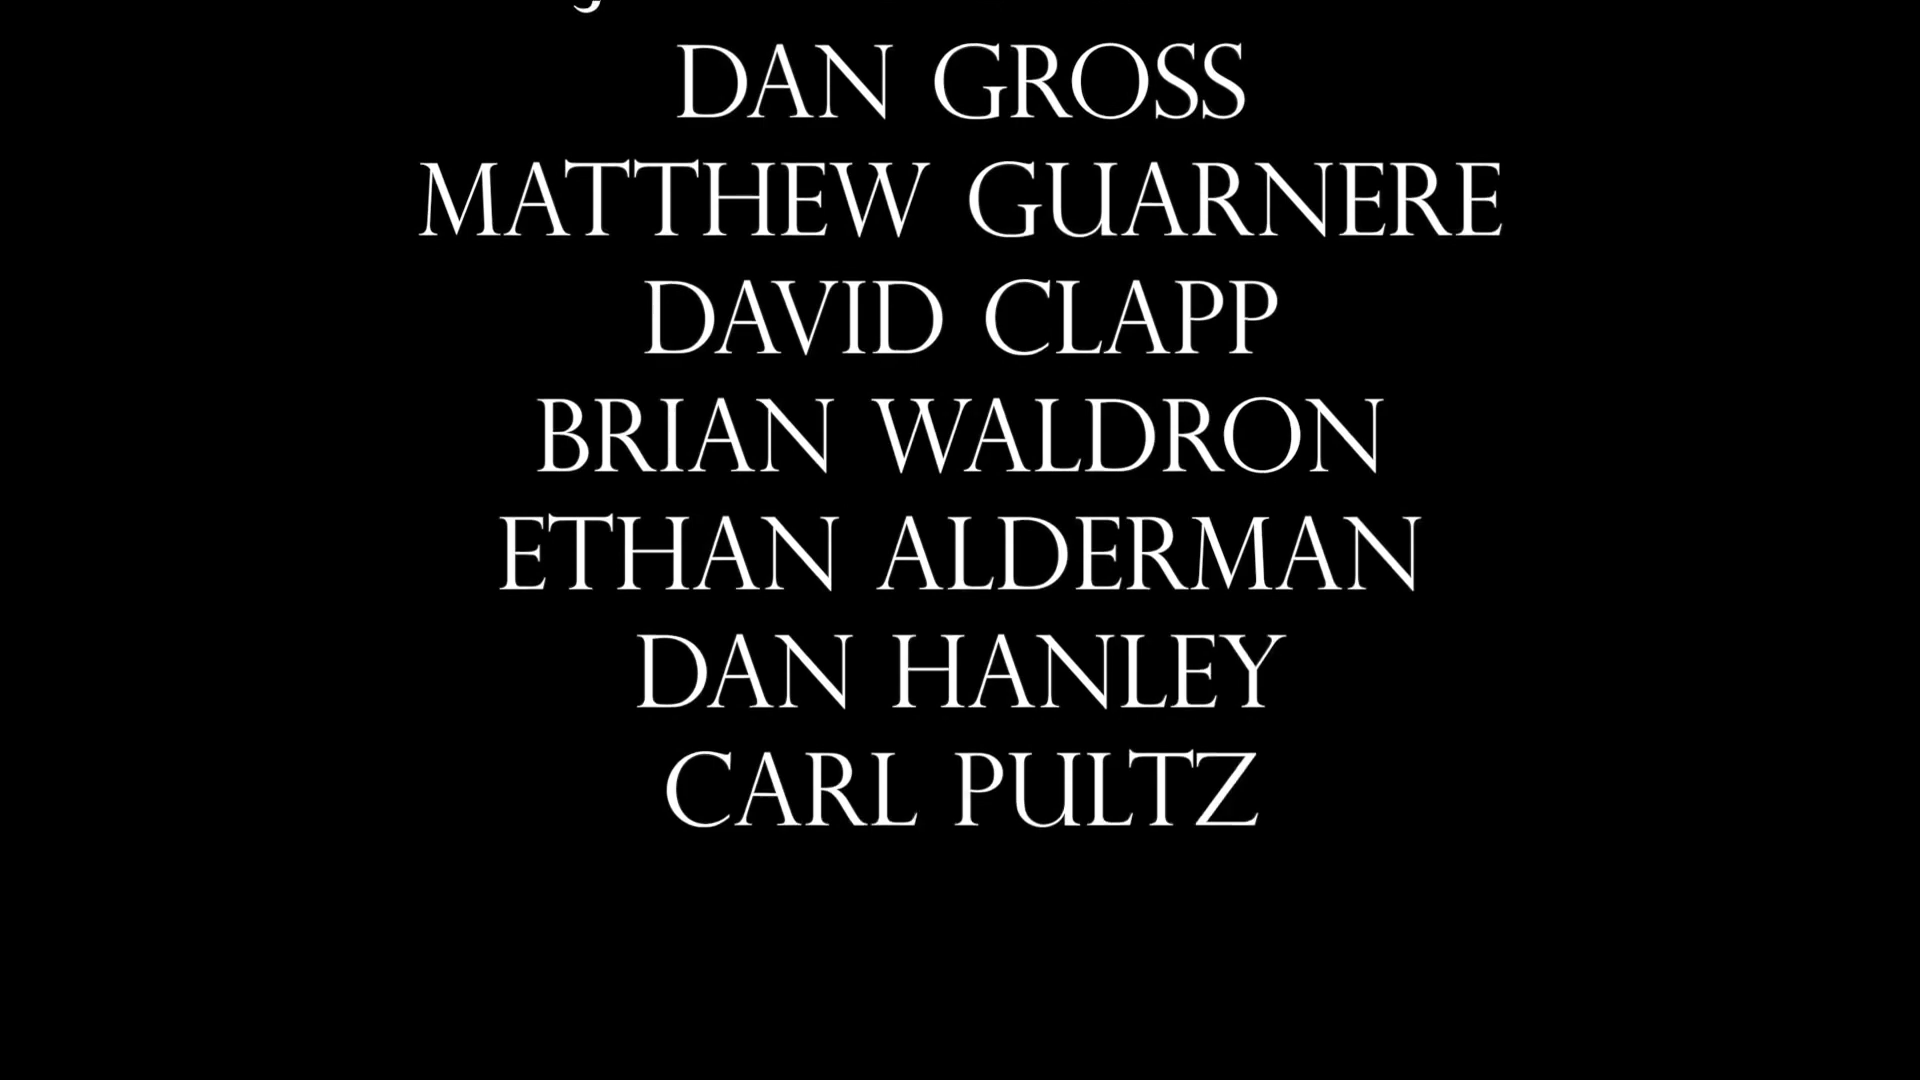 DAN GROSS
MATTHEW GUARNERE
DAVID CLAPP
BRIAN WALDRON
ETHAN ALDERMAN
DAN HANLEY
CARL PULTZ